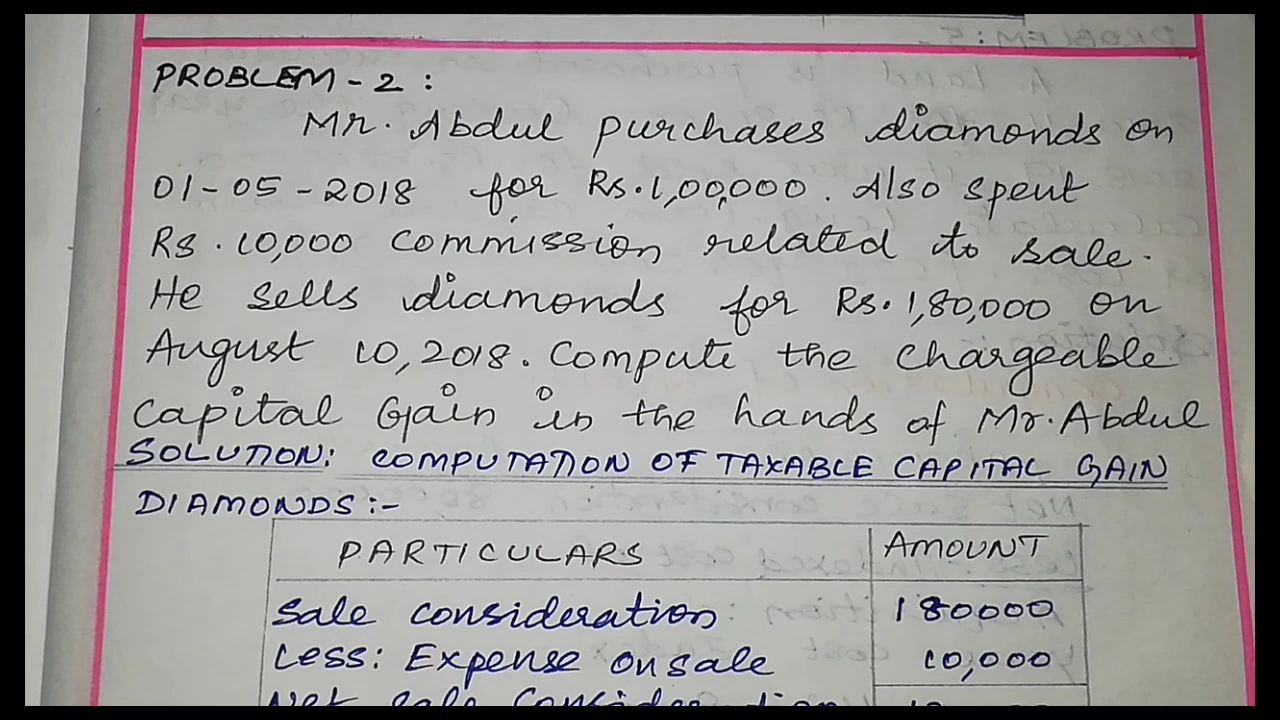 PROBLEM - 2 :
Mr. Abdul purchases diamonds on
01-05-2018 for Rs.1,00,000. Also spent
Rs. 10,000 commission related to sale.
He sells diamonds for Rs. 1,80,000 on
August 10, 2018. Compute the chargeable
capital Gain in the hands of Mr. Abdul
SOLUTION: COMPUTATION OF TAXABLE CAPITAL GAIN
DIAMONDS :-
PARTICULARS AMOUNT
Sale consideration 180000
Less: Expense on sale 10,000
Net sale consideration